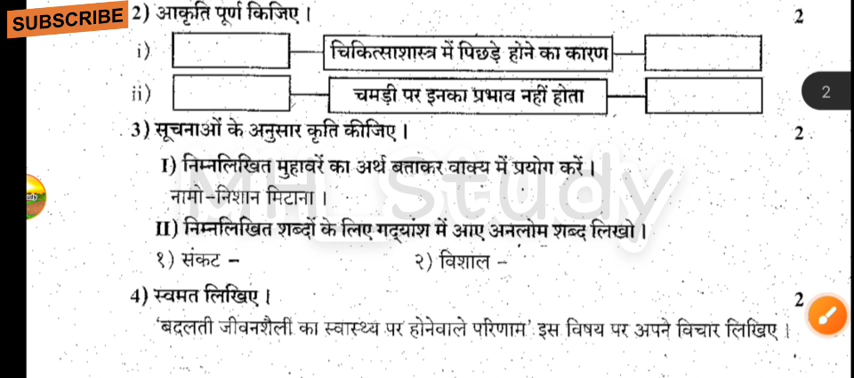 SUBSCRIBE
2) आकृति पूर्ण किजिए । 2
i) चिकित्साशास्त्र में पिछड़े होने का कारण
ii) चमड़ी पर इनका प्रभाव नहीं होता
2
3) सूचनाओं के अनुसार कृति कीजिए । 2
I) निम्नलिखित मुहावरें का अर्थ बताकर वाक्य में प्रयोग करें ।
MH_Study
नामो-निशान मिटाना ।
II) निम्नलिखित शब्दों के लिए गद्यांश में आए अनलोम शब्द लिखो ।
१) संकट – २) विशाल –
4) स्वमत लिखिए । 2
'बदलती जीवनशैली का स्वास्थ्य पर होनेवाले परिणाम' इस विषय पर अपने विचार लिखिए ।